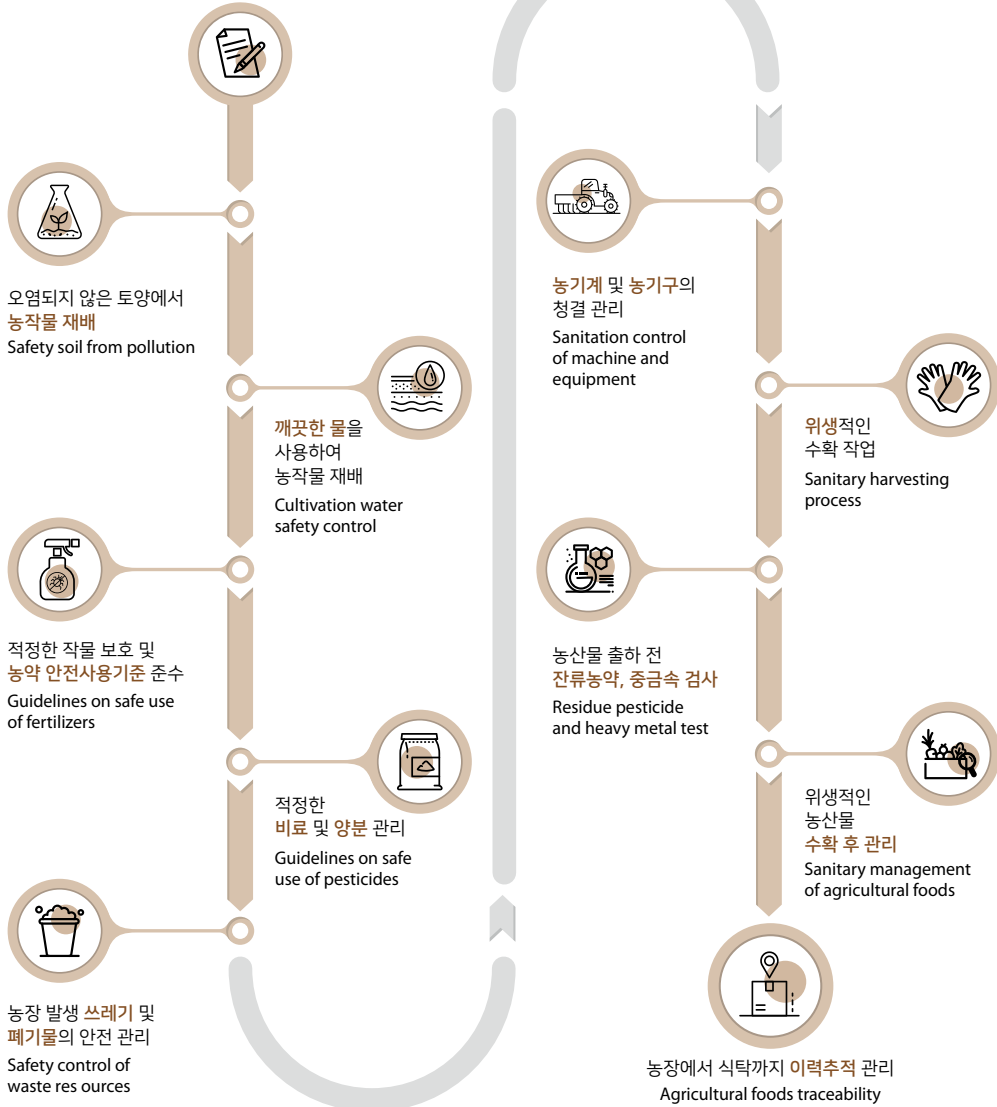 오염되지 않은 토양에서
농작물 재배
Safety soil from pollution
깨끗한 물을
사용하여
농작물 재배
Cultivation water
safety control
적정한 작물 보호 및
농약 안전사용기준 준수
Guidelines on safe use
of fertilizers
적정한
비료 및 양분 관리
Guidelines on safe
use of pesticides
농장 발생 쓰레기 및
폐기물의 안전 관리
Safety control of
waste res ources
농기계 및 농기구의
청결 관리
Sanitation control
of machine and
equipment
위생적인
수확 작업
Sanitary harvesting
process
농산물 출하 전
잔류농약, 중금속 검사
Residue pesticide
and heavy metal test
위생적인
농산물
수확 후 관리
Sanitary management
of agricultural foods
농장에서 식탁까지 이력추적 관리
Agricultural foods traceability